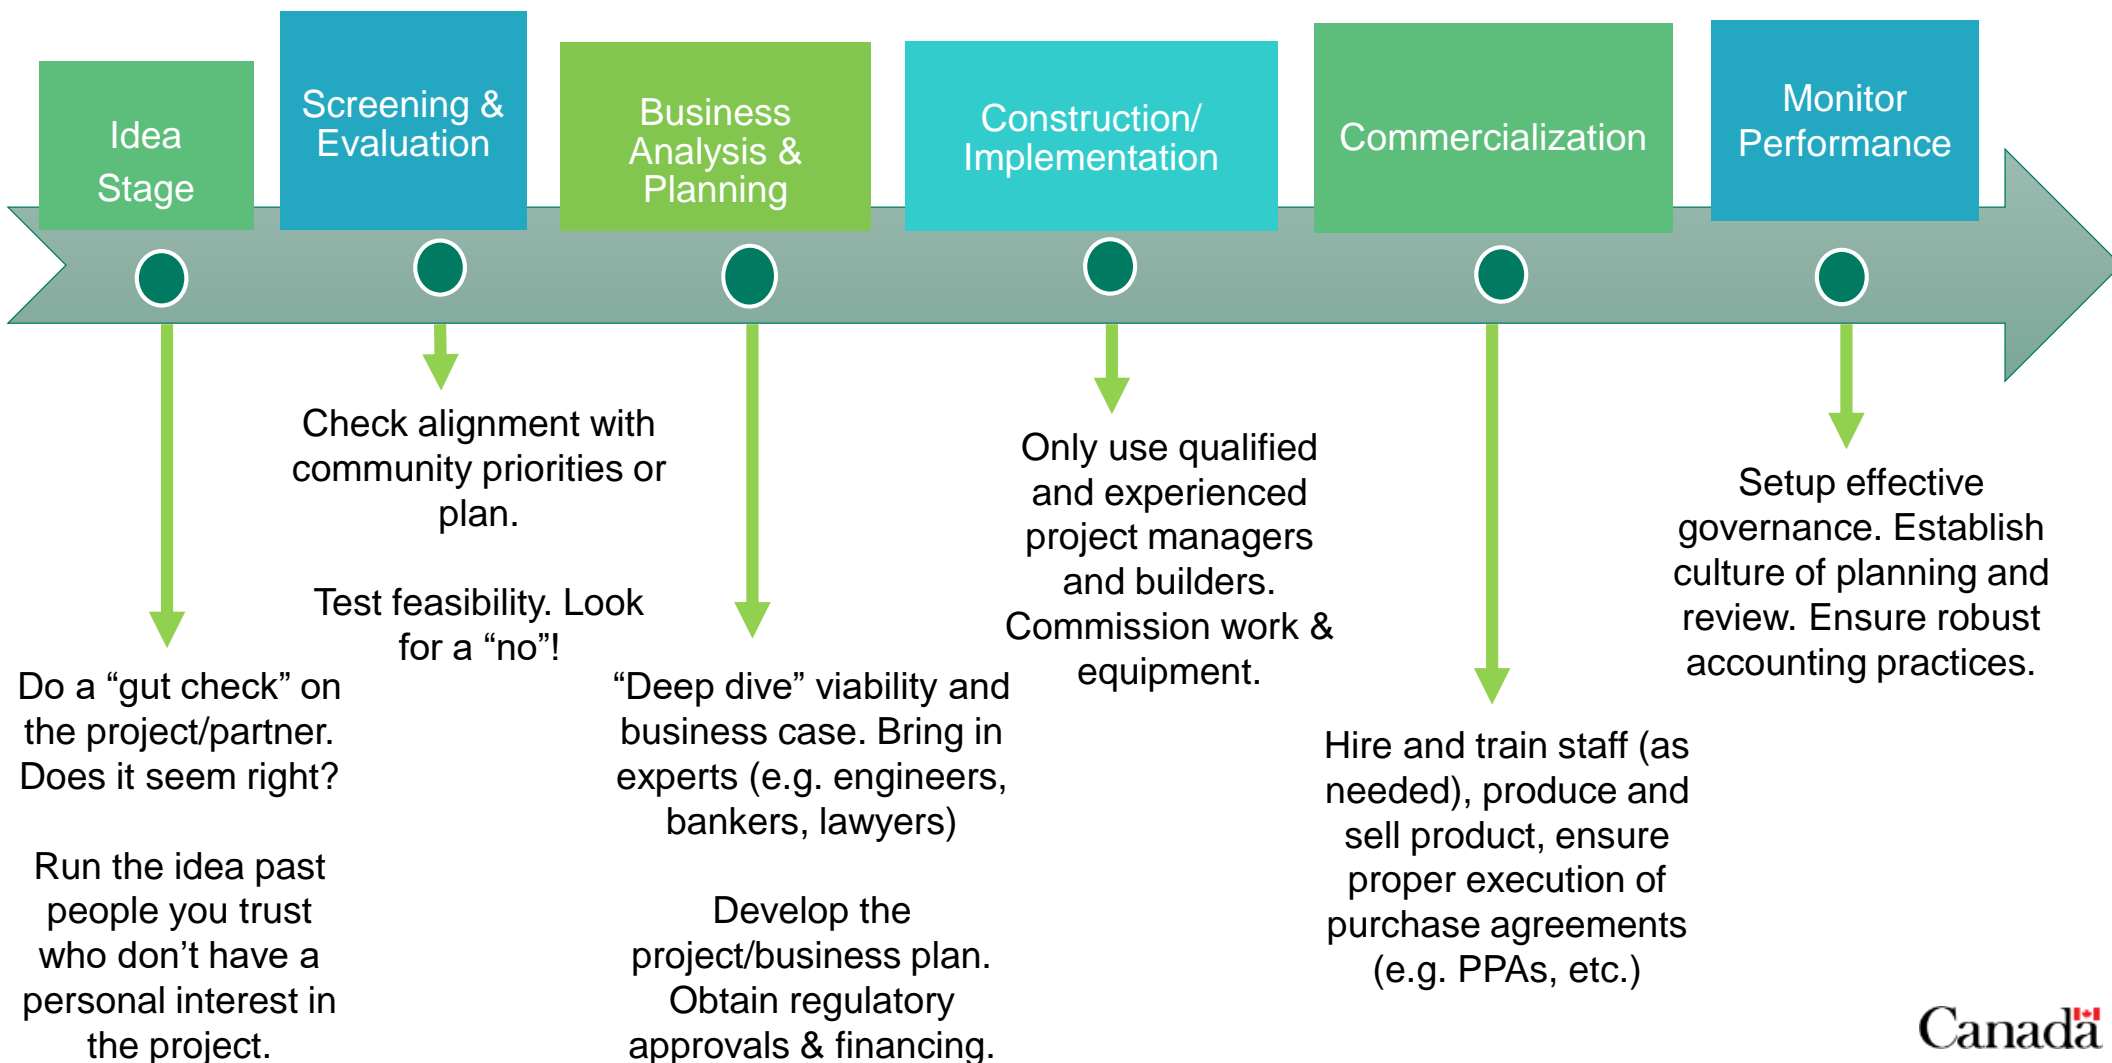 Idea
Stage
Screening &
Evaluation
Business
Analysis &
Planning
Construction/
Implementation
Commercialization
Monitor
Performance
Do a “gut check” on
the project/partner.
Does it seem right?
Run the idea past
people you trust
who don’t have a
personal interest in
the project.
Check alignment with
community priorities or
plan.
Test feasibility. Look
for a “no”!
“Deep dive” viability and
business case. Bring in
experts (e.g. engineers,
bankers, lawyers)
Develop the
project/business plan.
Obtain regulatory
approvals & financing.
Only use qualified
and experienced
project managers
and builders.
Commission work &
equipment.
Hire and train staff (as
needed), produce and
sell product, ensure
proper execution of
purchase agreements
(e.g. PPAs, etc.)
Setup effective
governance. Establish
culture of planning and
review. Ensure robust
accounting practices.
Canada